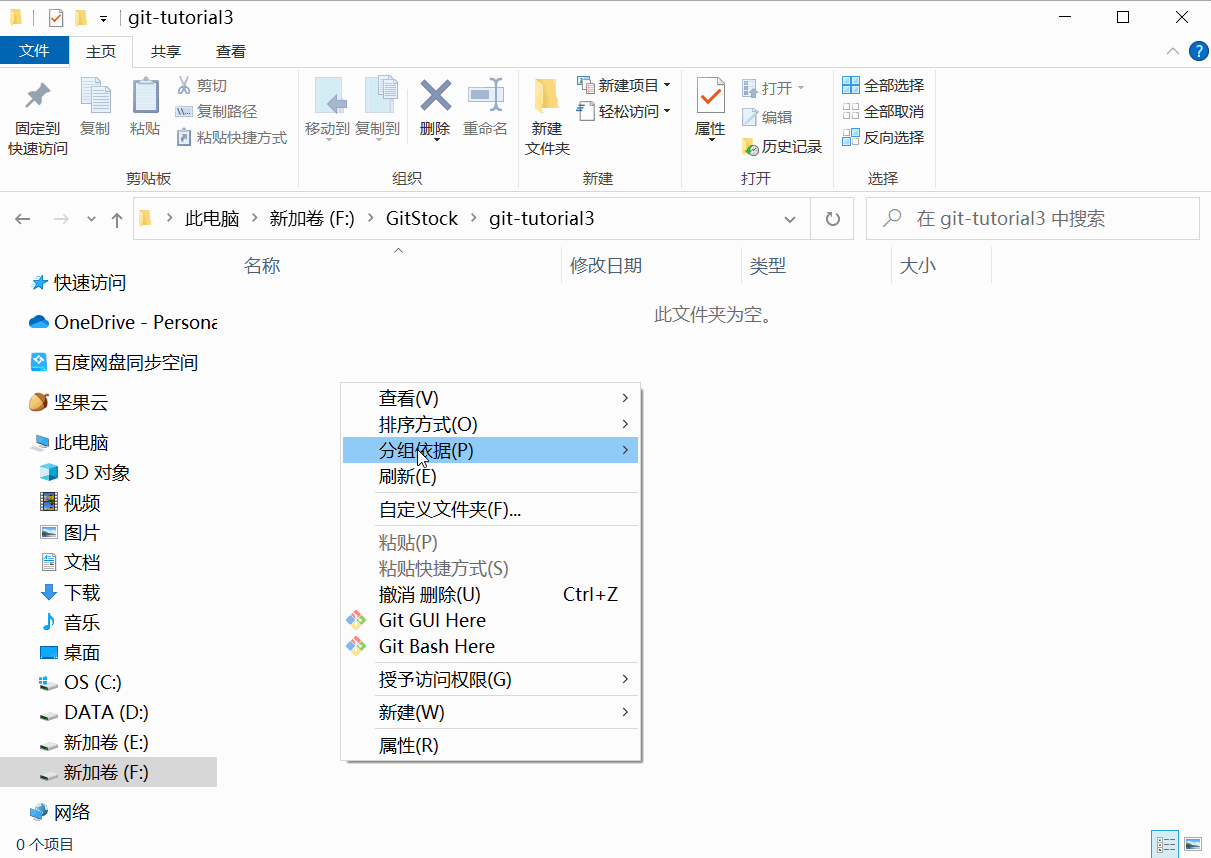 git-tutorial3
文件 主页 共享 查看
固定到
快速访问
复制
粘贴
剪切
复制路径
粘贴快捷方式
剪贴板
移动到
复制到
删除
重命名
组织
新建
文件夹
新建项目
轻松访问
新建
属性
打开
编辑
历史记录
打开
全部选择
全部取消
反向选择
选择
此电脑 新加卷 (F:) GitStock git-tutorial3
在 git-tutorial3 中搜索
名称 修改日期 类型 大小
此文件夹为空。
快速访问
OneDrive - Persona
百度网盘同步空间
坚果云
此电脑
3D 对象
视频
图片
文档
下载
音乐
桌面
OS (C:)
DATA (D:)
新加卷 (E:)
新加卷 (F:)
网络
查看(V)
排序方式(O)
分组依据(P)
刷新(E)
自定义文件夹(F)...
粘贴(P)
粘贴快捷方式(S)
撤消 删除(U) Ctrl+Z
Git GUI Here
Git Bash Here
授予访问权限(G)
新建(W)
属性(R)
0 个项目